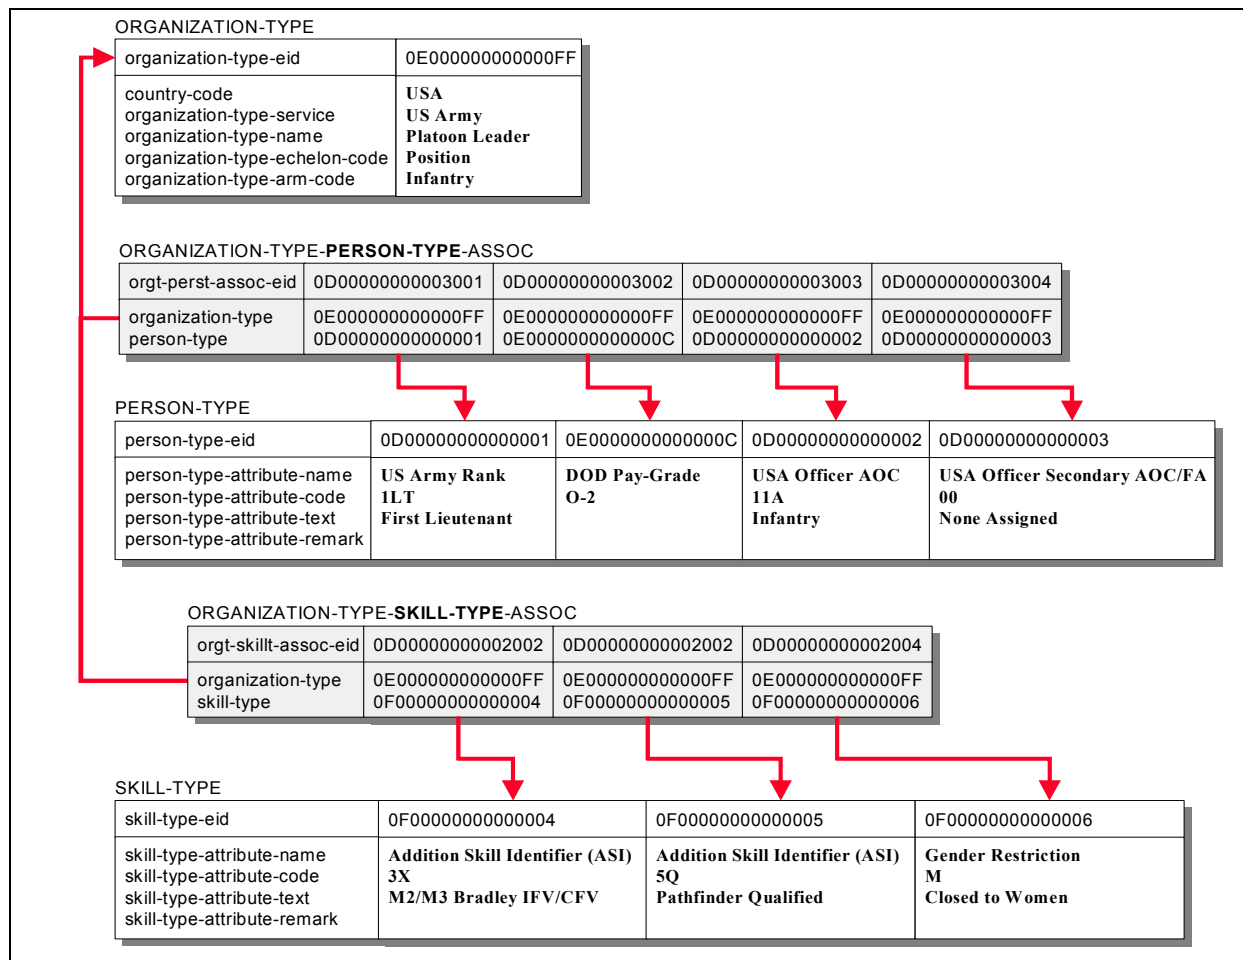 ORGANIZATION-TYPE
organization-type-eid 0E000000000000FF
country-code USA
organization-type-service US Army
organization-type-name Platoon Leader
organization-type-echelon-code Position
organization-type-arm-code Infantry
ORGANIZATION-TYPE-PERSON-TYPE-ASSOC
orgt-perst-assoc-eid 0D00000000003001 0D00000000003002 0D00000000003003 0D00000000003004
organization-type 0E000000000000FF 0E000000000000FF 0E000000000000FF 0E000000000000FF
person-type 0D00000000000001 0E0000000000000C 0D00000000000002 0D00000000000003
PERSON-TYPE
person-type-eid 0D00000000000001 0E0000000000000C 0D00000000000002 0D00000000000003
person-type-attribute-name US Army Rank DOD Pay-Grade USA Officer AOC USA Officer Secondary AOC/FA
person-type-attribute-code 1LT O-2 11A 00
person-type-attribute-text First Lieutenant Infantry None Assigned
person-type-attribute-remark
ORGANIZATION-TYPE-SKILL-TYPE-ASSOC
orgt-skillt-assoc-eid 0D00000000002002 0D00000000002002 0D00000000002004
organization-type 0E000000000000FF 0E000000000000FF 0E000000000000FF
skill-type 0F00000000000004 0F00000000000005 0F00000000000006
SKILL-TYPE
skill-type-eid 0F00000000000004 0F00000000000005 0F00000000000006
skill-type-attribute-name Addition Skill Identifier (ASI) Addition Skill Identifier (ASI) Gender Restriction
skill-type-attribute-code 3X 5Q M
skill-type-attribute-text M2/M3 Bradley IFV/CFV Pathfinder Qualified Closed to Women
skill-type-attribute-remark